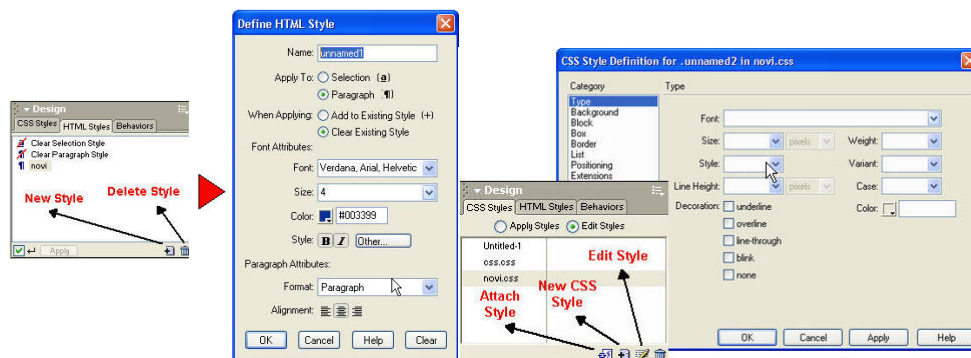 Design
CSS Styles HTML Styles Behaviors
Clear Selection Style
Clear Paragraph Style
novi
New Style
Delete Style
Apply
Define HTML Style
Name: unnamed1
Apply To: Selection (a)
Paragraph (¶)
When Applying: Add to Existing Style (+)
Clear Existing Style
Font Attributes:
Font: Verdana, Arial, Helvetic
Size: 4
Color: #003399
Style: B I Other...
Paragraph Attributes:
Format: Paragraph
Alignment:
OK Cancel Help Clear
Design
CSS Styles HTML Styles Behaviors
Apply Styles Edit Styles
Untitled-1
css.css
novi.css
Attach Style
New CSS Style
Edit Style
CSS Style Definition for .unnamed2 in novi.css
Category
Type
Type
Background
Block
Box
Border
List
Positioning
Extensions
Font:
Size: pixels Weight:
Style: Variant:
Line Height: pixels Case:
Decoration: underline Color:
overline
line-through
blink
none
OK Cancel Apply Help